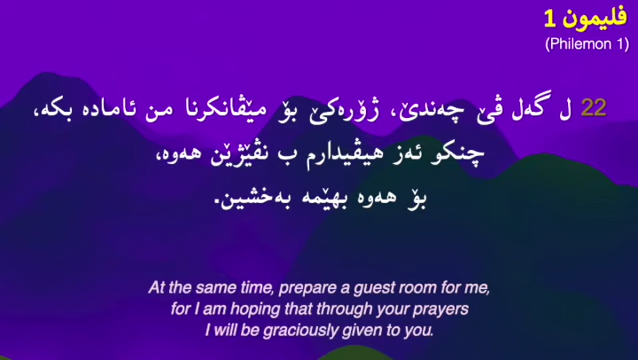 فليمون 1
(Philemon 1)
22 ل گەل ڤێ چەندێ، ژۆرەکێ بۆ مێڤانکرنا من ئامادە بکە،
چنکو ئەز هیڤیدارم ب نڤێژێن هەوە،
بۆ هەوە بهێمە بەخشین.
At the same time, prepare a guest room for me,
for I am hoping that through your prayers
I will be graciously given to you.